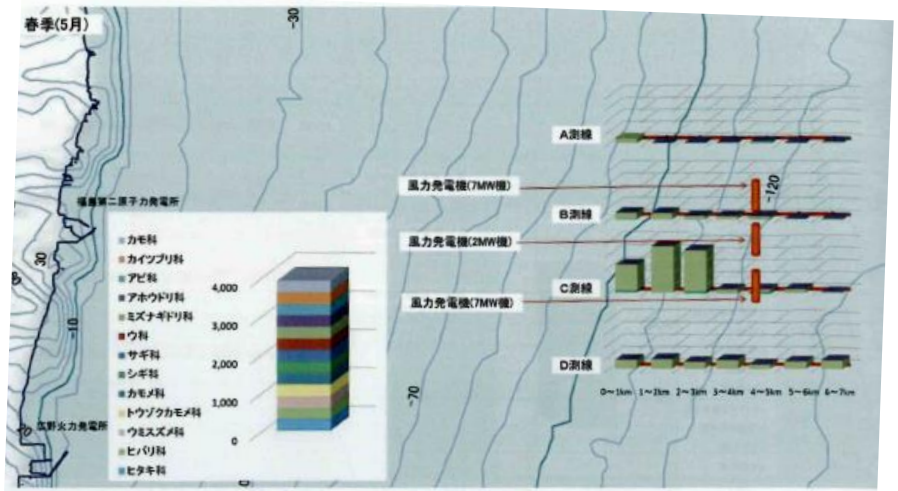 春季(5月)
-30
A測線
風力発電機(7MW機)
-120
福島第二原子力発電所
B測線
カモ科
風力発電機(2MW機)
カイツブリ科
30
アビ科
4,000
アホウドリ科
C測線
ミズナギドリ科
風力発電機(7MW機)
3,000
-10
ウ科
サギ科
2,000
シギ科
D測線
カモメ科
-70
0～1km 1～2km 2～3km 3～4km 4～5km 5～6km 6～7km
1,000
トウゾクカモメ科
広野火力発電所
ウミスズメ科
0
ヒバリ科
ヒタキ科